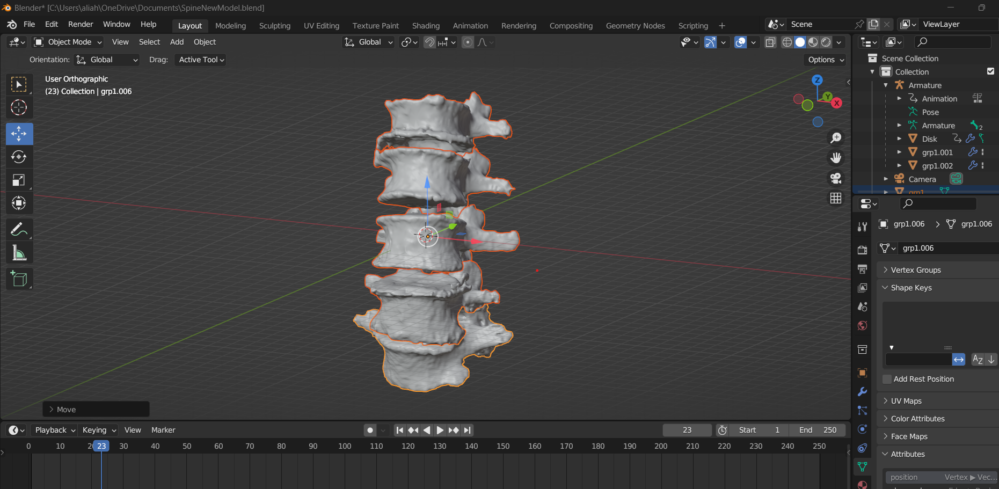 Blender* [C:\Users\aliah\OneDrive\Documents\SpineNewModel.blend]
File Edit Render Window Help Layout Modeling Sculpting UV Editing Texture Paint Shading Animation Rendering Compositing Geometry Nodes Scripting + Scene ViewLayer
Object Mode View Select Add Object Global
Orientation: Global Drag: Active Tool Options
User Orthographic
(23) Collection | grp1.006
Z
Y
X
Scene Collection
Collection
Armature
Animation
Pose
Armature 2
Disk
grp1.001
grp1.002
Camera
grp1
grp1.006 > grp1.006
grp1.006
Vertex Groups
Shape Keys
AZ
Add Rest Position
UV Maps
Color Attributes
Face Maps
Attributes
position Vertex ▶ Vec...
Move
Playback Keying View Marker 23 Start 1 End 250
0 10 20 23 30 40 50 60 70 80 90 100 110 120 130 140 150 160 170 180 190 200 210 220 230 240 250